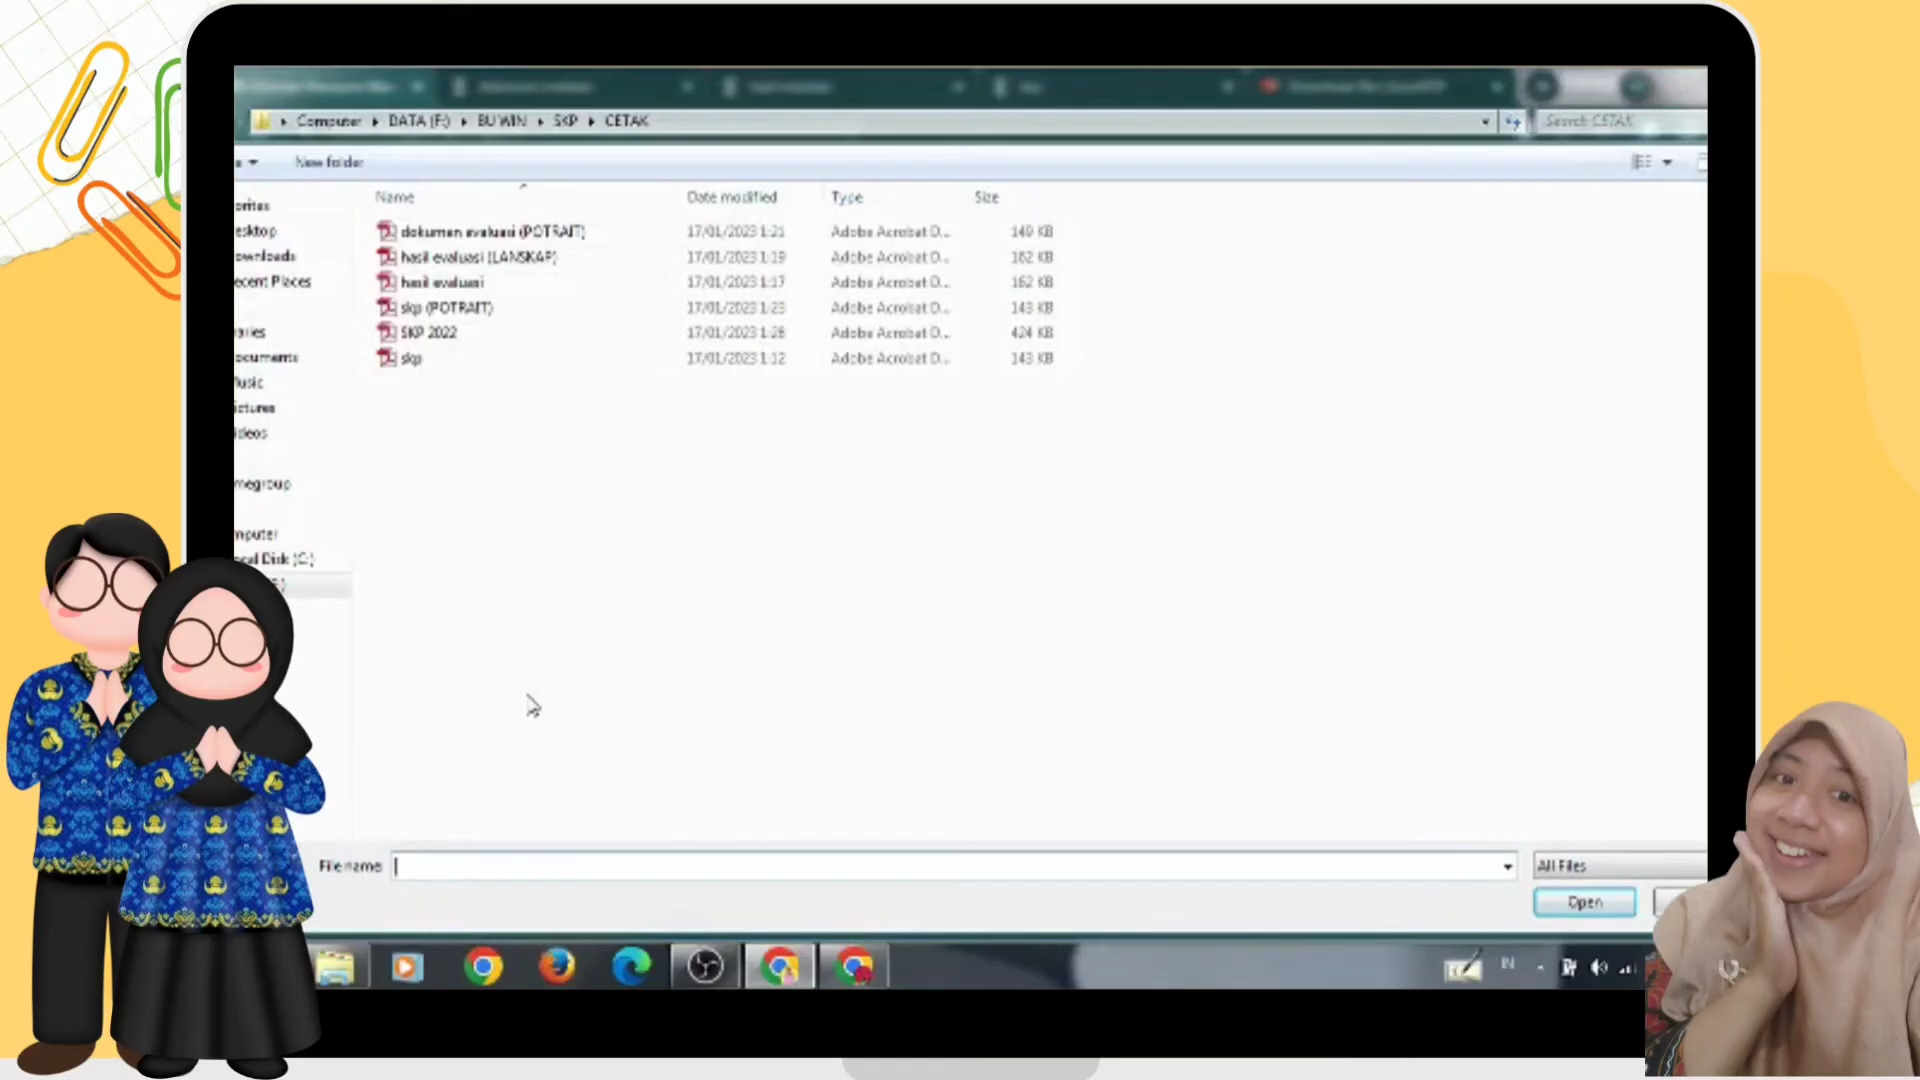 Computer ▸ DATA (F:) ▸ BU WIN ▸ SKP ▸ CETAK
Search CETAK
New folder
Name Date modified Type Size
dokumen evaluasi (POTRAIT) 17/01/2023 1:21 Adobe Acrobat D... 149 KB
hasil evaluasi (LANSKAP) 17/01/2023 1:19 Adobe Acrobat D... 162 KB
hasil evaluasi 17/01/2023 1:17 Adobe Acrobat D... 162 KB
skp (POTRAIT) 17/01/2023 1:23 Adobe Acrobat D... 143 KB
SKP 2022 17/01/2023 1:28 Adobe Acrobat D... 424 KB
skp 17/01/2023 1:12 Adobe Acrobat D... 143 KB
orites
esktop
ownloads
ecent Places
raries
ocuments
Music
ictures
ideos
megroup
mputer
cal Disk (C:)
File name:
All Files
Open
IN